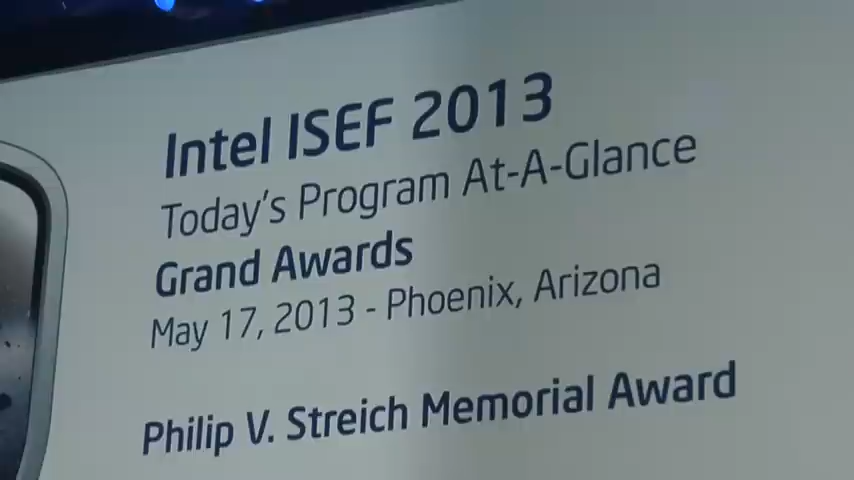 Intel ISEF 2013
Today's Program At-A-Glance
Grand Awards
May 17, 2013 - Phoenix, Arizona
Philip V. Streich Memorial Award